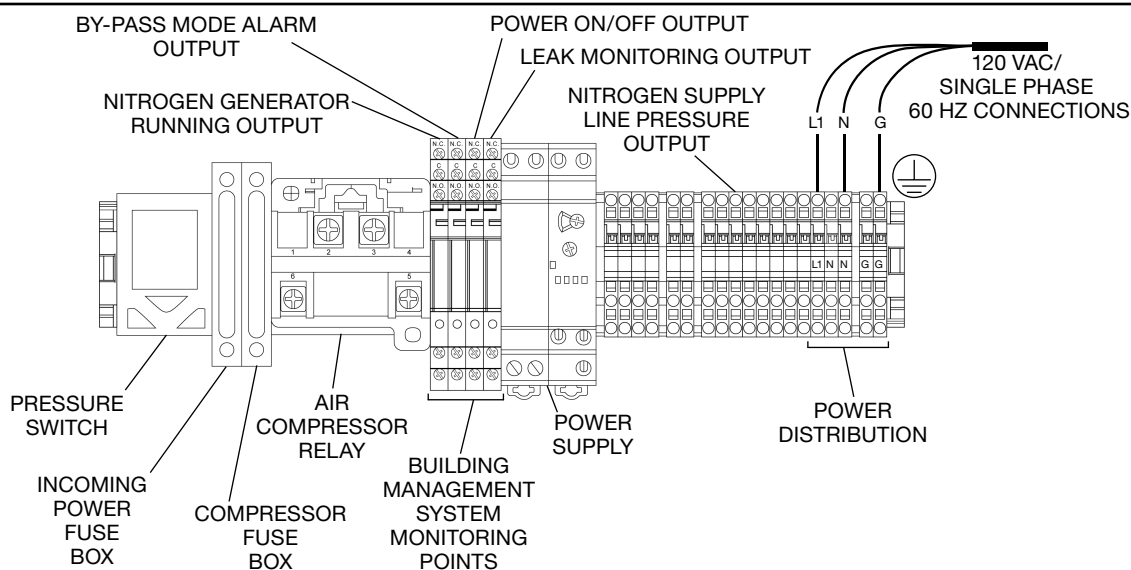 BY-PASS MODE ALARM
OUTPUT
POWER ON/OFF OUTPUT
LEAK MONITORING OUTPUT
NITROGEN GENERATOR
RUNNING OUTPUT
NITROGEN SUPPLY
LINE PRESSURE
OUTPUT
120 VAC/
SINGLE PHASE
60 HZ CONNECTIONS
L1 N G
N.C. N.C. N.C. N.C.
C C C C
N.O. N.O. N.O. N.O.
1 2 3 4
6 5
L1 N N G G
PRESSURE
SWITCH
INCOMING
POWER
FUSE
BOX
COMPRESSOR
FUSE
BOX
AIR
COMPRESSOR
RELAY
BUILDING
MANAGEMENT
SYSTEM
MONITORING
POINTS
POWER
SUPPLY
POWER
DISTRIBUTION